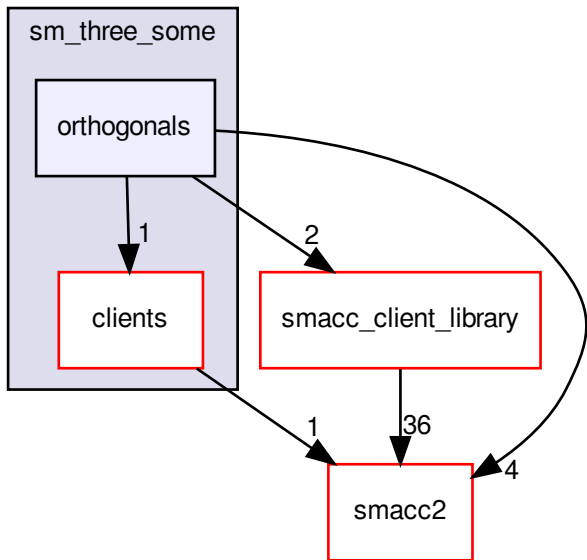 sm_three_some
orthogonals
1
2
clients
smacc_client_library
1
36
4
smacc2